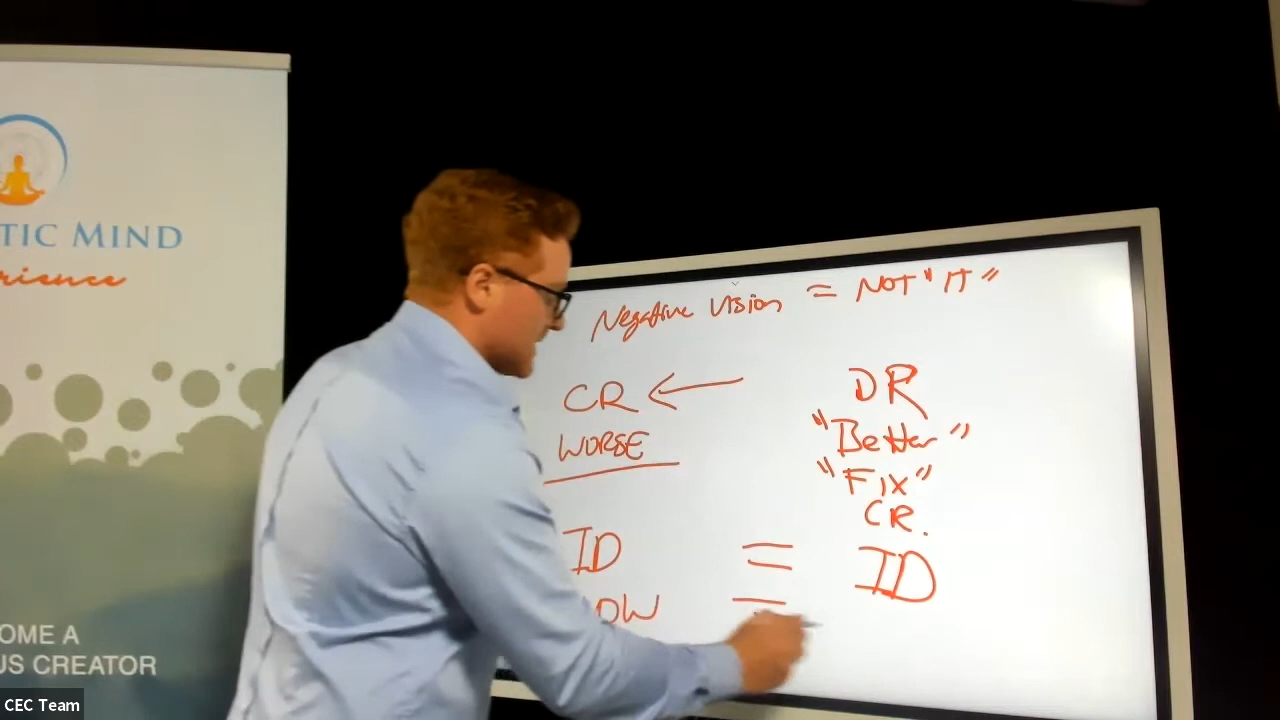 TIC MIND
rience
OME A
US CREATOR
Negative Vision = NOT "IT"
CR ← DR
WORSE "Better"
"FIX"
CR.
ID = ID
OW =
CEC Team